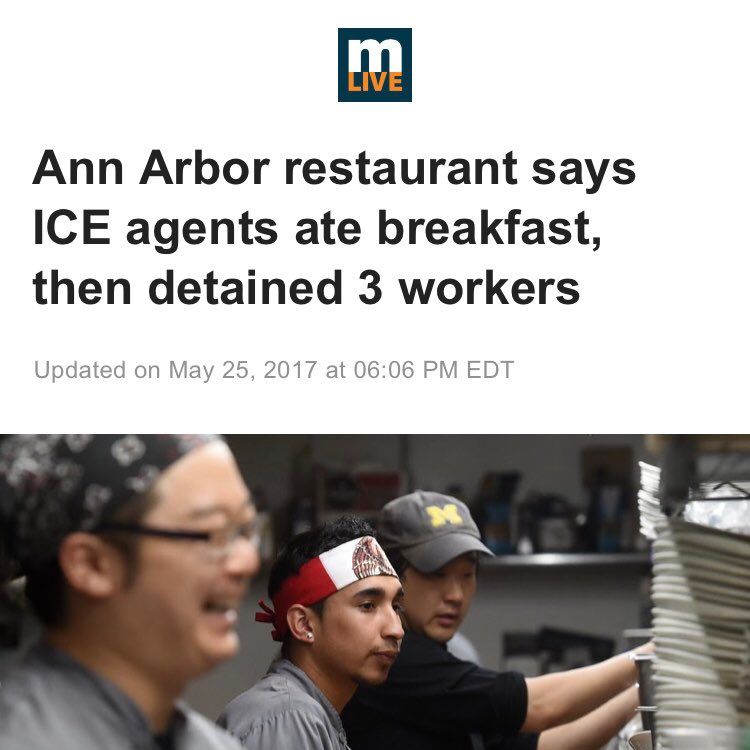 m
LIVE
Ann Arbor restaurant says
ICE agents ate breakfast,
then detained 3 workers
Updated on May 25, 2017 at 06:06 PM EDT
M